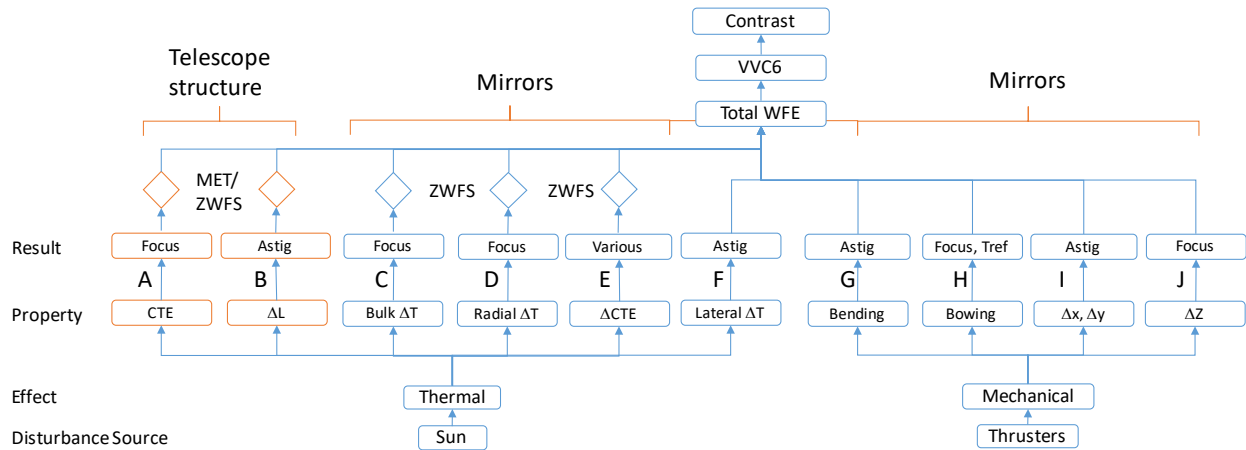 Contrast
VVC6
Total WFE
Telescope
structure
Mirrors
Mirrors
MET/
ZWFS
ZWFS
ZWFS
Result
Focus
Astig
Focus
Focus
Various
Astig
Astig
Focus, Tref
Astig
Focus
A
B
C
D
E
F
G
H
I
J
Property
CTE
ΔL
Bulk ΔT
Radial ΔT
ΔCTE
Lateral ΔT
Bending
Bowing
Δx, Δy
ΔZ
Effect
Thermal
Mechanical
Disturbance Source
Sun
Thrusters